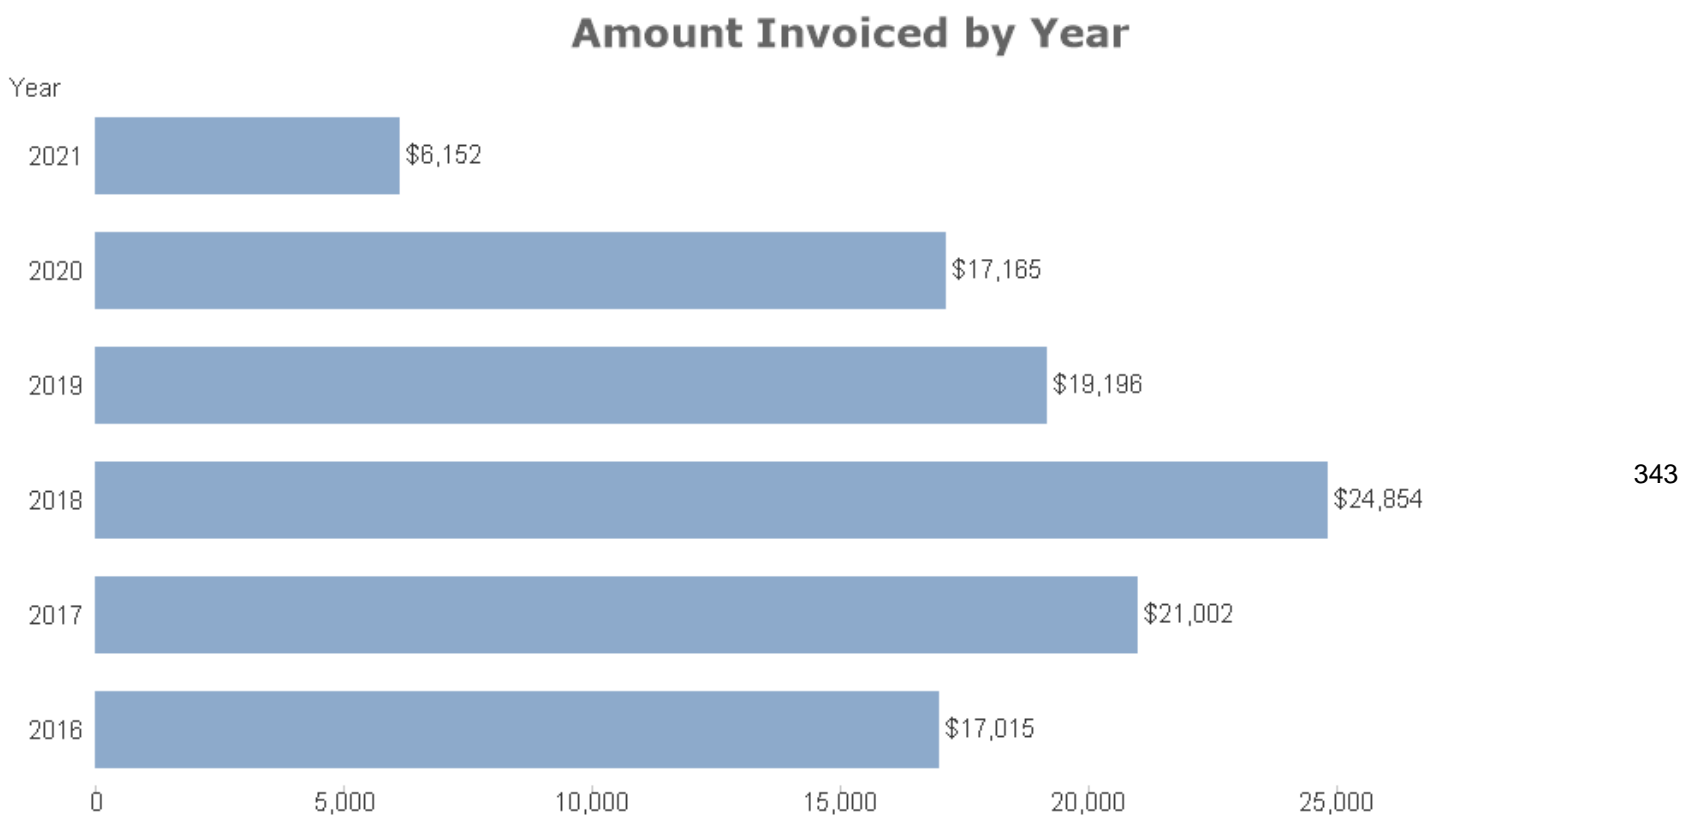 Amount Invoiced by Year
Year
2021 $6,152
2020 $17,165
2019 $19,196
2018 $24,854
343
2017 $21,002
2016 $17,015
0 5,000 10,000 15,000 20,000 25,000